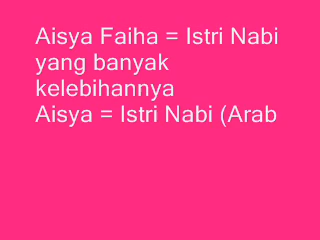 Aisya Faiha = Istri Nabi
yang banyak
kelebihannya
Aisya = Istri Nabi (Arab